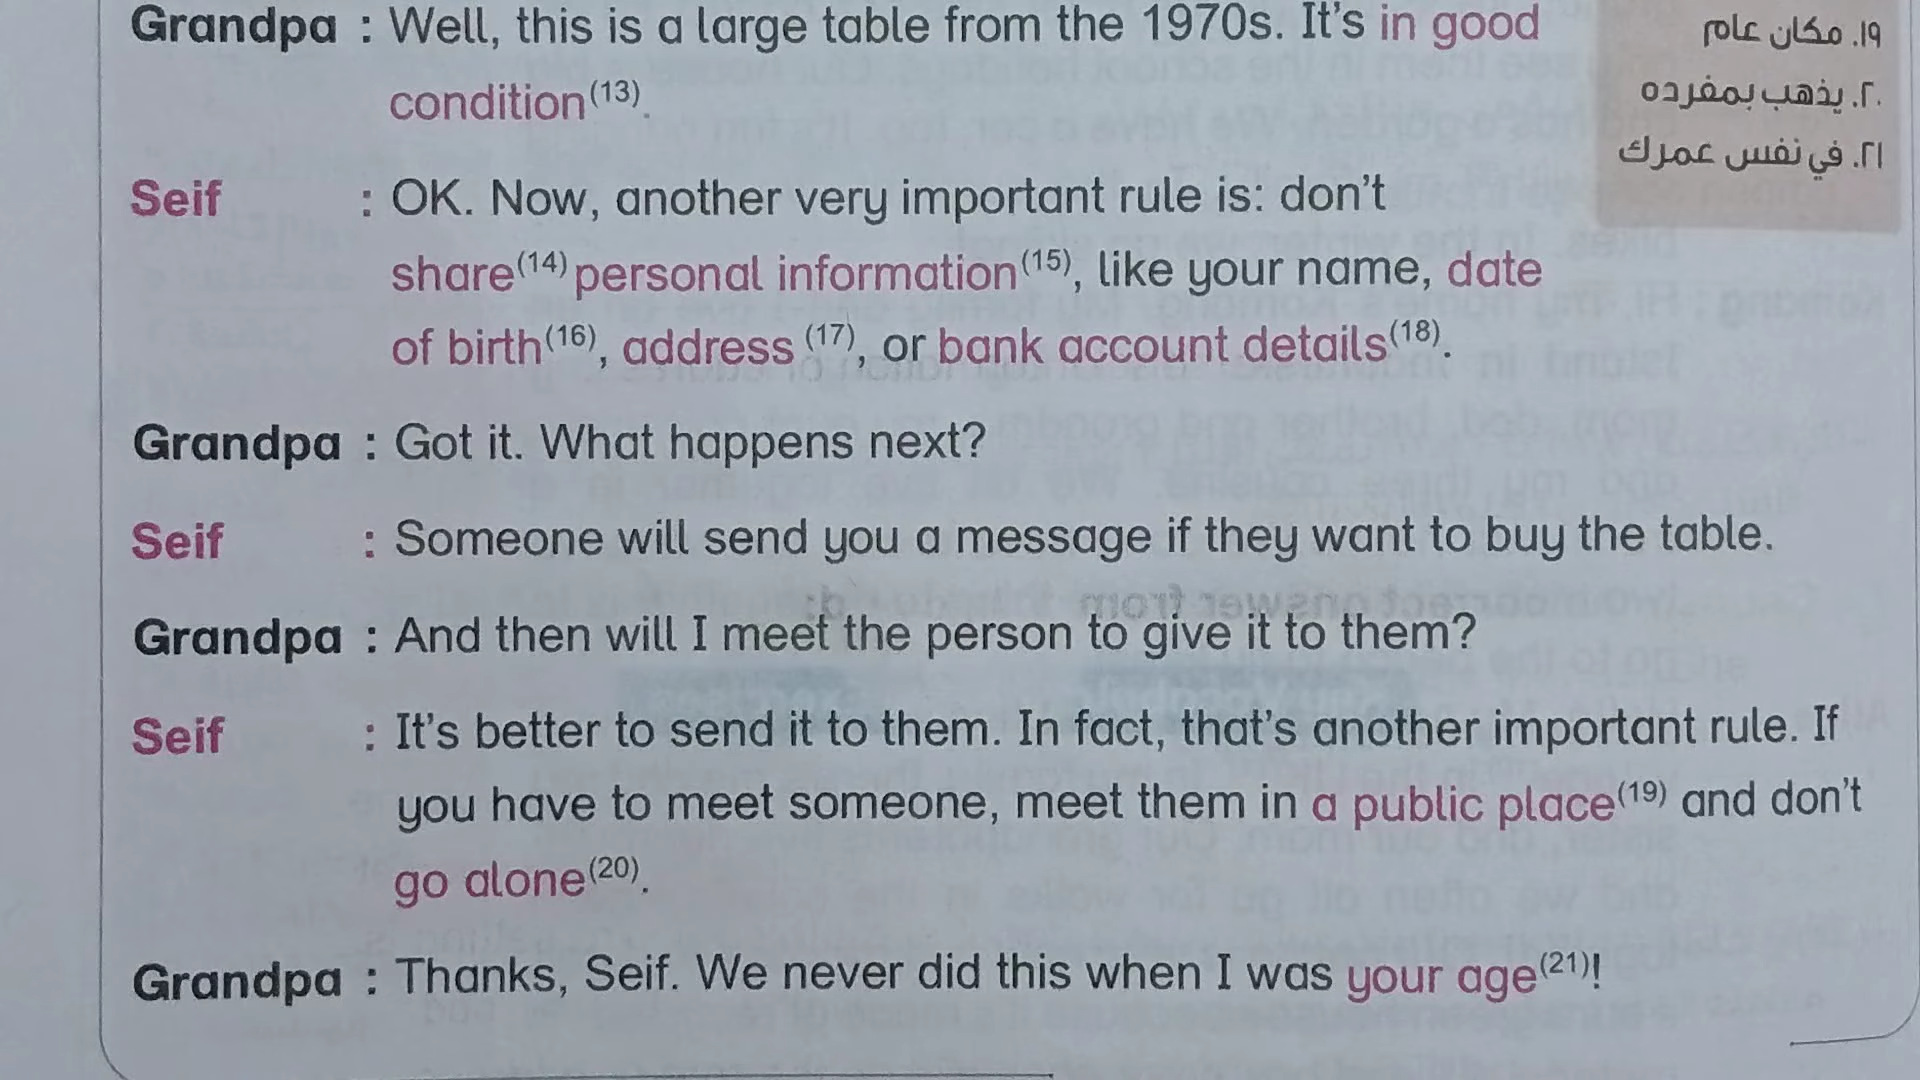 Grandpa : Well, this is a large table from the 1970s. It's in good
condition(13).
Seif : OK. Now, another very important rule is: don't
share(14) personal information(15), like your name, date
of birth(16), address (17), or bank account details(18).
Grandpa : Got it. What happens next?
Seif : Someone will send you a message if they want to buy the table.
Grandpa : And then will I meet the person to give it to them?
Seif : It's better to send it to them. In fact, that's another important rule. If
you have to meet someone, meet them in a public place(19) and don't
go alone(20).
Grandpa : Thanks, Seif. We never did this when I was your age(21)!
١٩. مكان عام
٢٠. يذهب بمفرده
٢١. في نفس عمرك